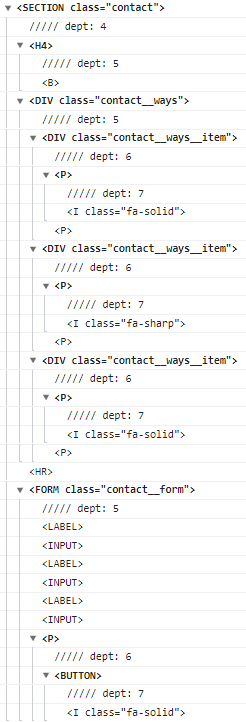 <SECTION class="contact">
///// dept: 4
<H4>
///// dept: 5
<B>
<DIV class="contact__ways">
///// dept: 5
<DIV class="contact__ways__item">
///// dept: 6
<P>
///// dept: 7
<I class="fa-solid">
<P>
<DIV class="contact__ways__item">
///// dept: 6
<P>
///// dept: 7
<I class="fa-sharp">
<P>
<DIV class="contact__ways__item">
///// dept: 6
<P>
///// dept: 7
<I class="fa-solid">
<P>
<HR>
<FORM class="contact__form">
///// dept: 5
<LABEL>
<INPUT>
<LABEL>
<INPUT>
<LABEL>
<INPUT>
<P>
///// dept: 6
<BUTTON>
///// dept: 7
<I class="fa-solid">